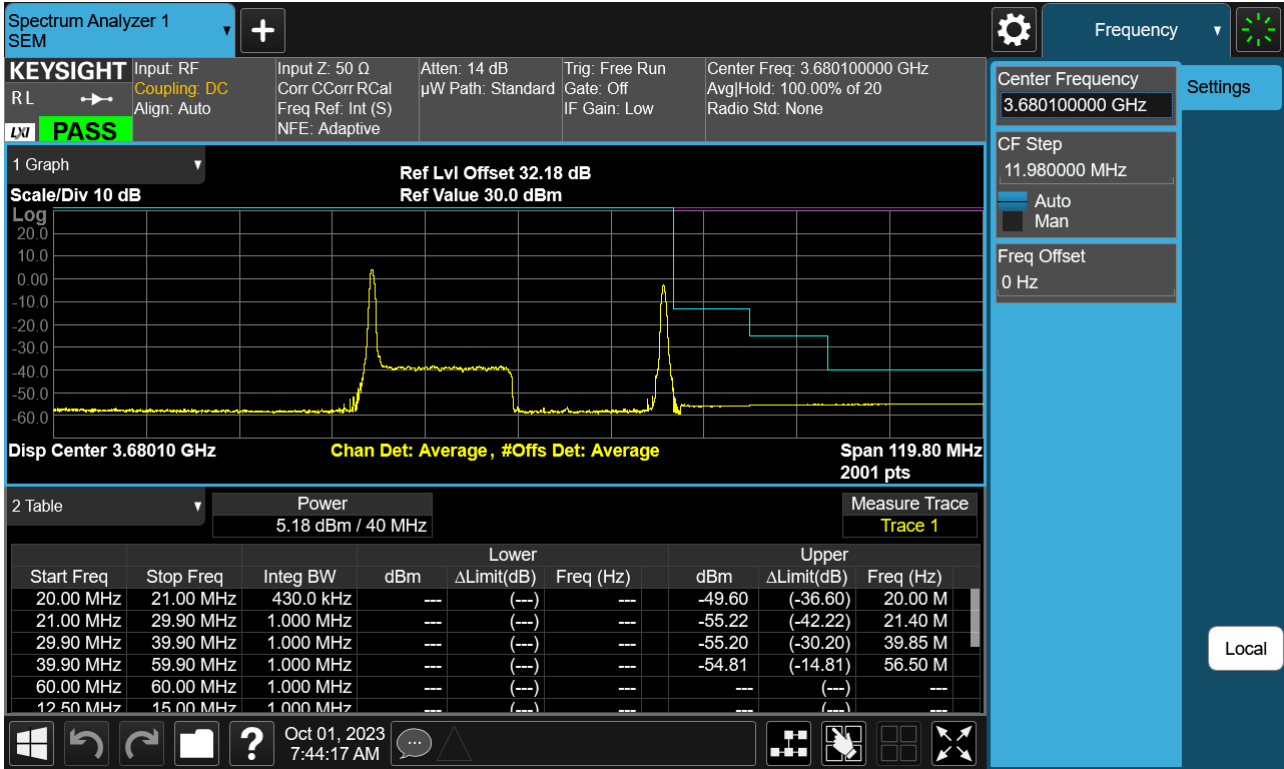 Spectrum Analyzer 1
SEM
Frequency
KEYSIGHT
R L
LXI
PASS
Input: RF
Coupling: DC
Align: Auto
Input Z: 50 Ω
Corr CCorr RCal
Freq Ref: Int (S)
NFE: Adaptive
Atten: 14 dB
µW Path: Standard
Trig: Free Run
Gate: Off
IF Gain: Low
Center Freq: 3.680100000 GHz
Avg|Hold: 100.00% of 20
Radio Std: None
Center Frequency
3.680100000 GHz
Settings
CF Step
11.980000 MHz
Auto
Man
Freq Offset
0 Hz
1 Graph
Scale/Div 10 dB
Ref Lvl Offset 32.18 dB
Ref Value 30.0 dBm
Log
20.0
10.0
0.00
-10.0
-20.0
-30.0
-40.0
-50.0
-60.0
Disp Center 3.68010 GHz
Chan Det: Average , #Offs Det: Average
Span 119.80 MHz
2001 pts
2 Table
Power
5.18 dBm / 40 MHz
Measure Trace
Trace 1
Lower Upper
Start Freq Stop Freq Integ BW dBm ∆Limit(dB) Freq (Hz) dBm ∆Limit(dB) Freq (Hz)
20.00 MHz 21.00 MHz 430.0 kHz --- (---) --- -49.60 (-36.60) 20.00 M
21.00 MHz 29.90 MHz 1.000 MHz --- (---) --- -55.22 (-42.22) 21.40 M
29.90 MHz 39.90 MHz 1.000 MHz --- (---) --- -55.20 (-30.20) 39.85 M
39.90 MHz 59.90 MHz 1.000 MHz --- (---) --- -54.81 (-14.81) 56.50 M
60.00 MHz 60.00 MHz 1.000 MHz --- (---) --- --- (---) ---
12.50 MHz 15.00 MHz 1.000 MHz --- (---) --- --- (---) ---
Local
Oct 01, 2023
7:44:17 AM